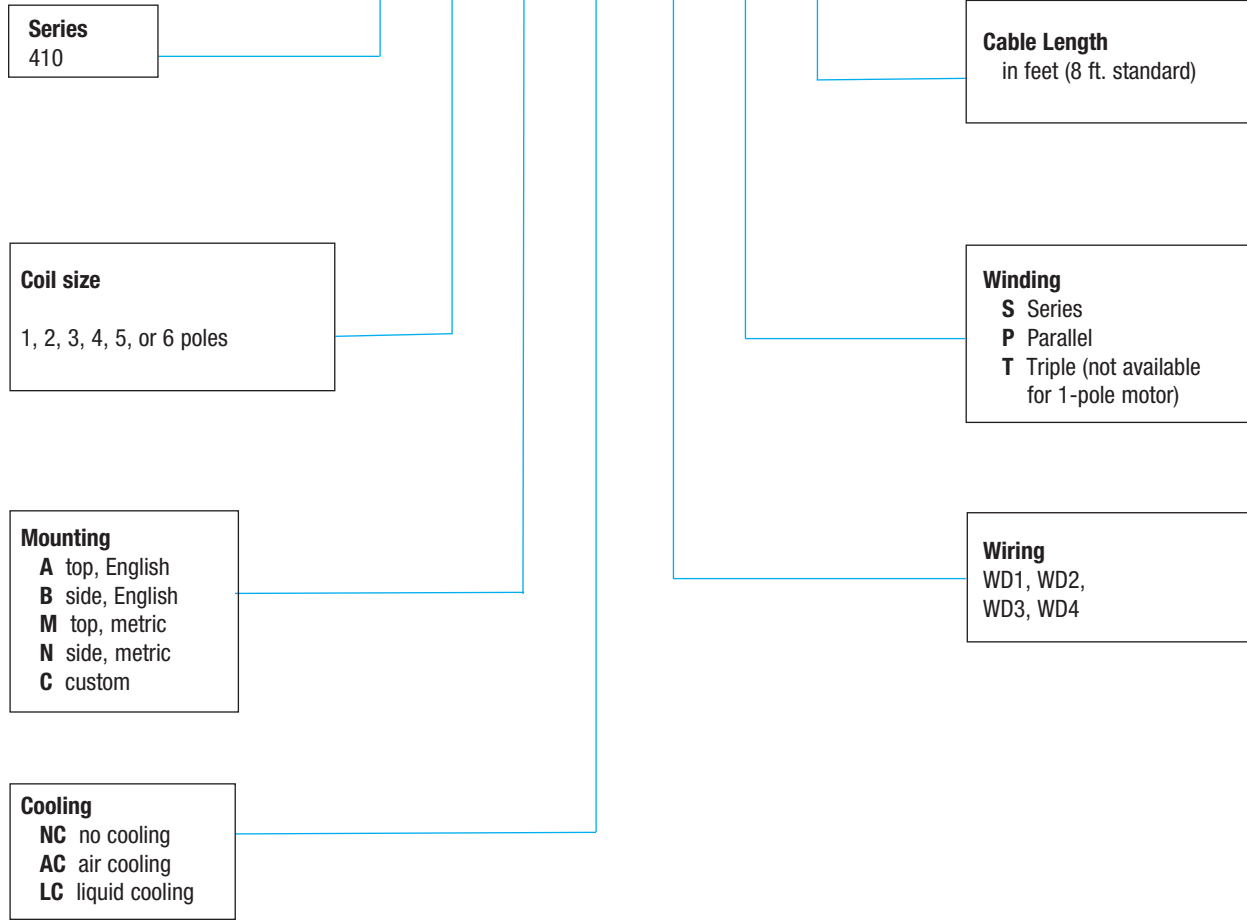 Series
410
Coil size
1, 2, 3, 4, 5, or 6 poles
Mounting
A top, English
B side, English
M top, metric
N side, metric
C custom
Cooling
NC no cooling
AC air cooling
LC liquid cooling
Cable Length
in feet (8 ft. standard)
Winding
S Series
P Parallel
T Triple (not available
for 1-pole motor)
Wiring
WD1, WD2,
WD3, WD4